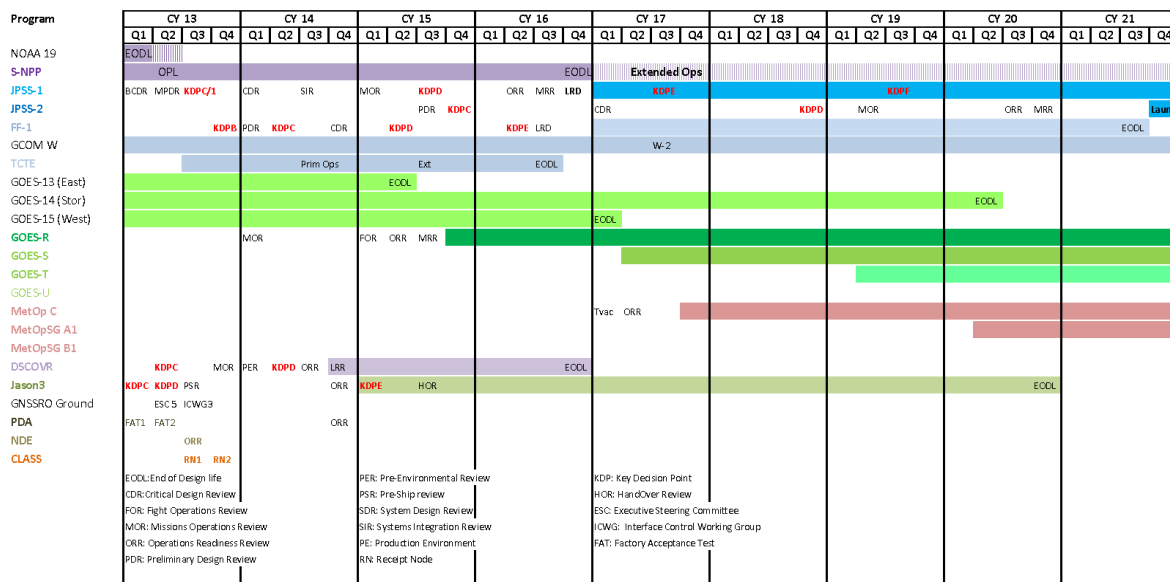 Program CY 13 CY 14 CY 15 CY 16 CY 17 CY 18 CY 19 CY 20 CY 21
Q1 Q2 Q3 Q4 Q1 Q2 Q3 Q4 Q1 Q2 Q3 Q4 Q1 Q2 Q3 Q4 Q1 Q2 Q3 Q4 Q1 Q2 Q3 Q4 Q1 Q2 Q3 Q4 Q1 Q2 Q3 Q4 Q1 Q2 Q3 Q4
NOAA 19 EODL
S-NPP OPL EODL Extended Ops
JPSS-1 BCDR MPDR KDPC/1 CDR SIR MOR KDPD ORR MRR LRD KDPE KDPF
JPSS-2 PDR KDPC CDR KDPD MOR ORR MRR Laun
FF-1 KDPB PDR KDPC CDR KDPD KDPE LRD EODL
GCOM W W-2
TCTE Prim Ops Ext EODL
GOES-13 (East) EODL
GOES-14 (Stor) EODL
GOES-15 (West) EODL
GOES-R MOR FOR ORR MRR
GOES-S
GOES-T
GOES-U
MetOp C Tvac ORR
MetOpSG A1
MetOpSG B1
DSCOVR KDPC MOR PER KDPD ORR LRR EODL
Jason3 KDPC KDPD PSR ORR KDPE HOR EODL
GNSSRO Ground ESC 5 ICWG3
PDA FAT1 FAT2 ORR
NDE ORR
CLASS RN1 RN2
EODL:End of Design life PER: Pre-Environmental Review KDP: Key Decision Point
CDR:Critical Design Review PSR: Pre-Ship review HOR: HandOver Review
FOR: Fight Operations Review SDR: System Design Review ESC: Executive Steering Committee
MOR: Missions Operations Review SIR: Systems Integration Review ICWG: Interface Control Working Group
ORR: Operations Readiness Review PE: Production Environment FAT: Factory Acceptance Test
PDR: Preliminary Design Review RN: Receipt Node